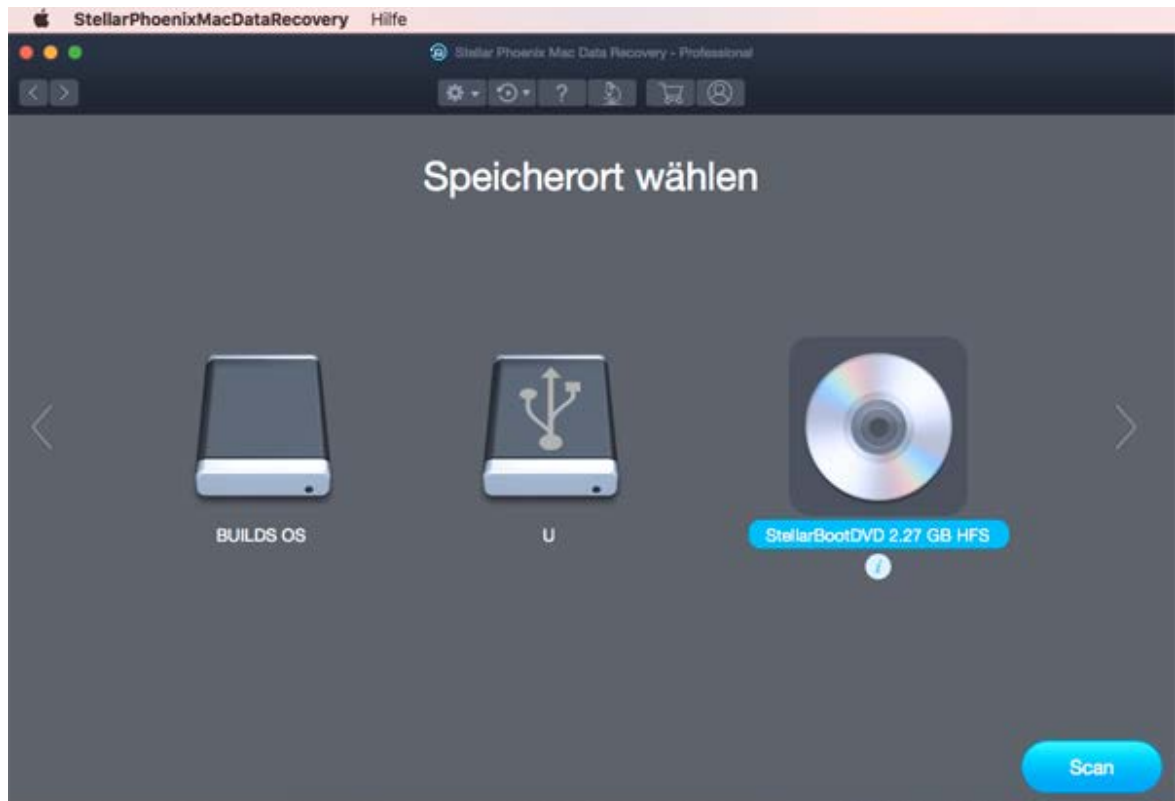 StellarPhoenixMacDataRecovery Hilfe
Stellar Phoenix Mac Data Recovery - Professional
?
Speicherort wählen
BUILDS OS
U
StellarBootDVD 2.27 GB HFS
i
Scan